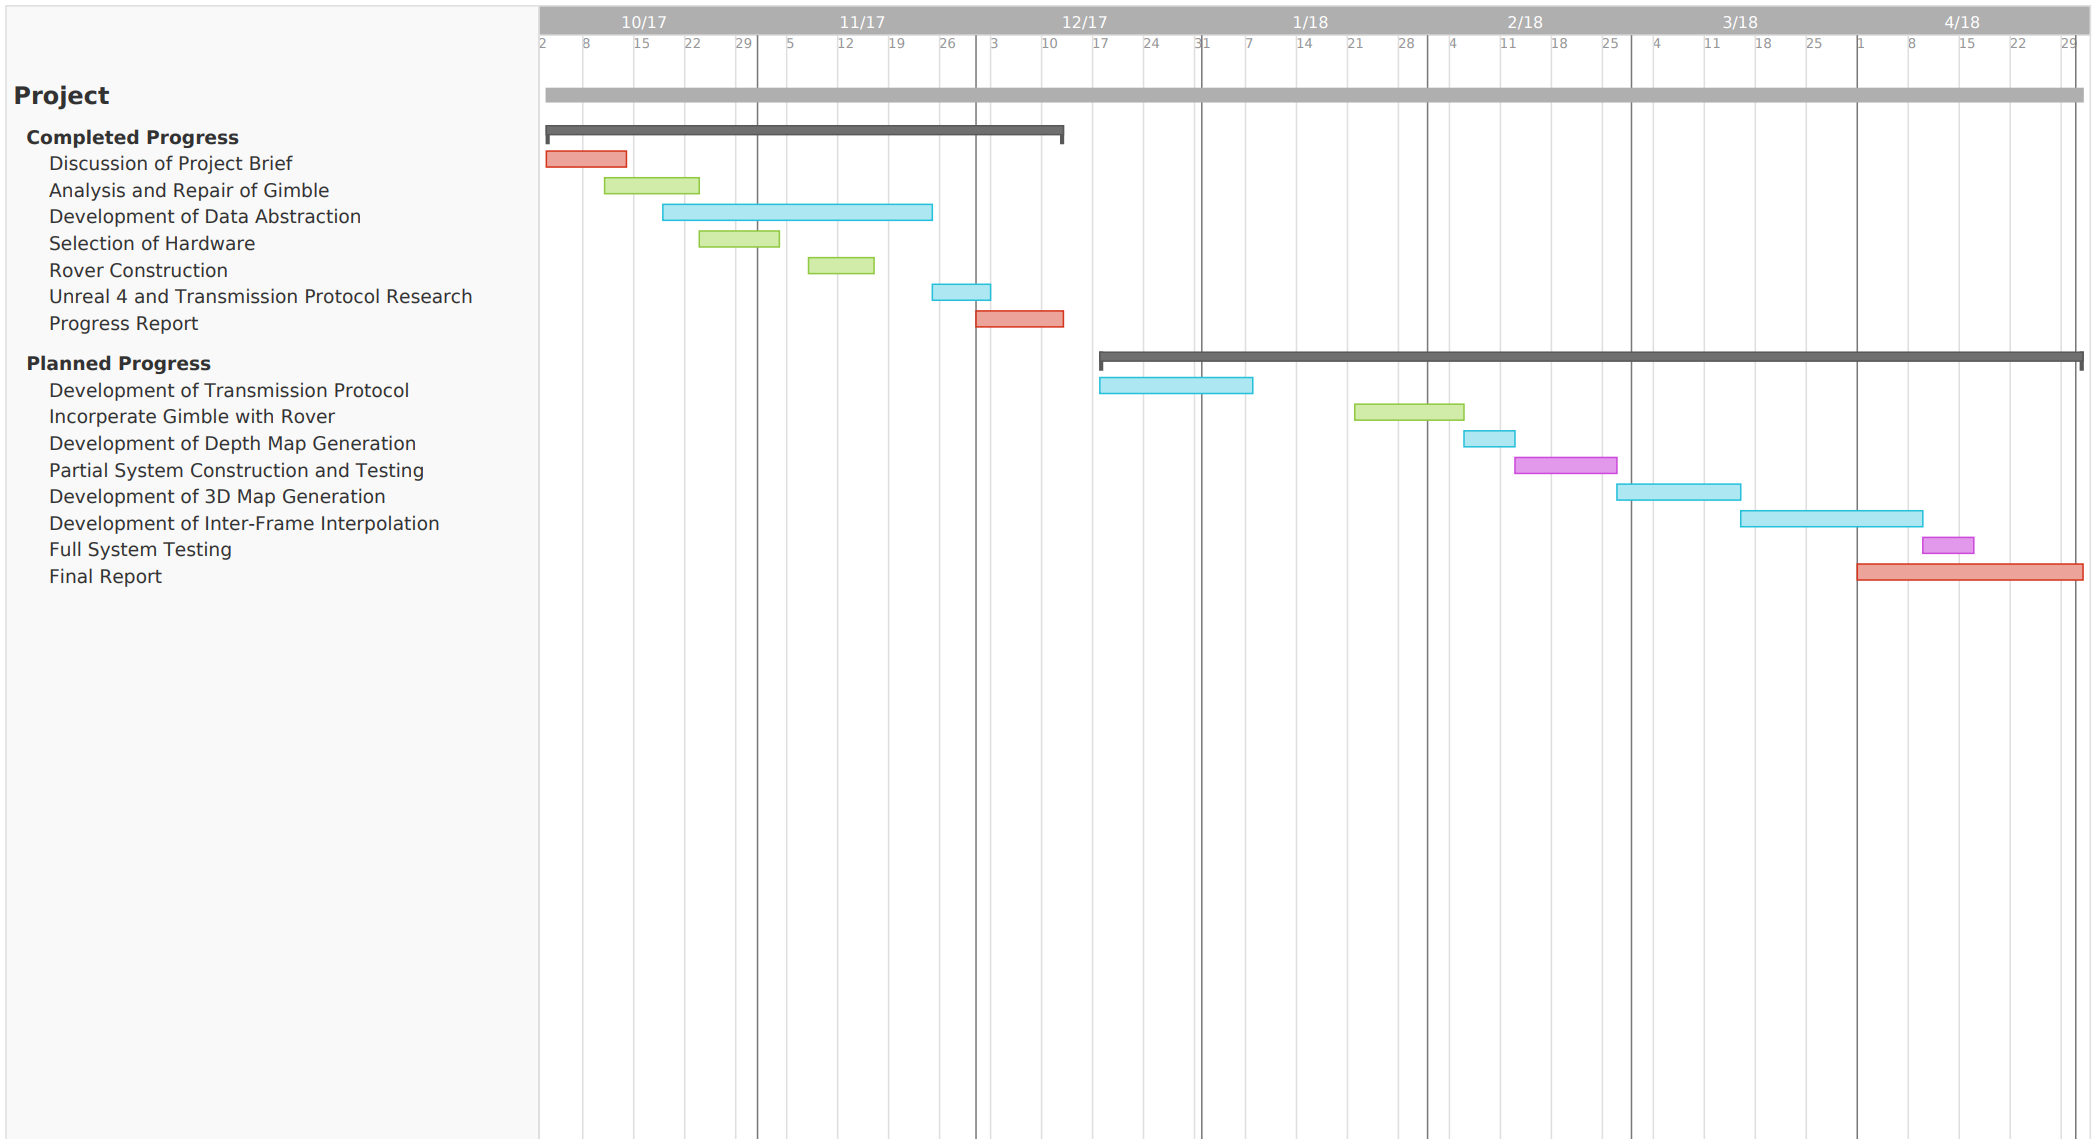 10/17 11/17 12/17 1/18 2/18 3/18 4/18
2 8 15 22 29 5 12 19 26 3 10 17 24 31 7 14 21 28 4 11 18 25 4 11 18 25 1 8 15 22 29
Project
Completed Progress
Discussion of Project Brief
Analysis and Repair of Gimble
Development of Data Abstraction
Selection of Hardware
Rover Construction
Unreal 4 and Transmission Protocol Research
Progress Report
Planned Progress
Development of Transmission Protocol
Incorperate Gimble with Rover
Development of Depth Map Generation
Partial System Construction and Testing
Development of 3D Map Generation
Development of Inter-Frame Interpolation
Full System Testing
Final Report